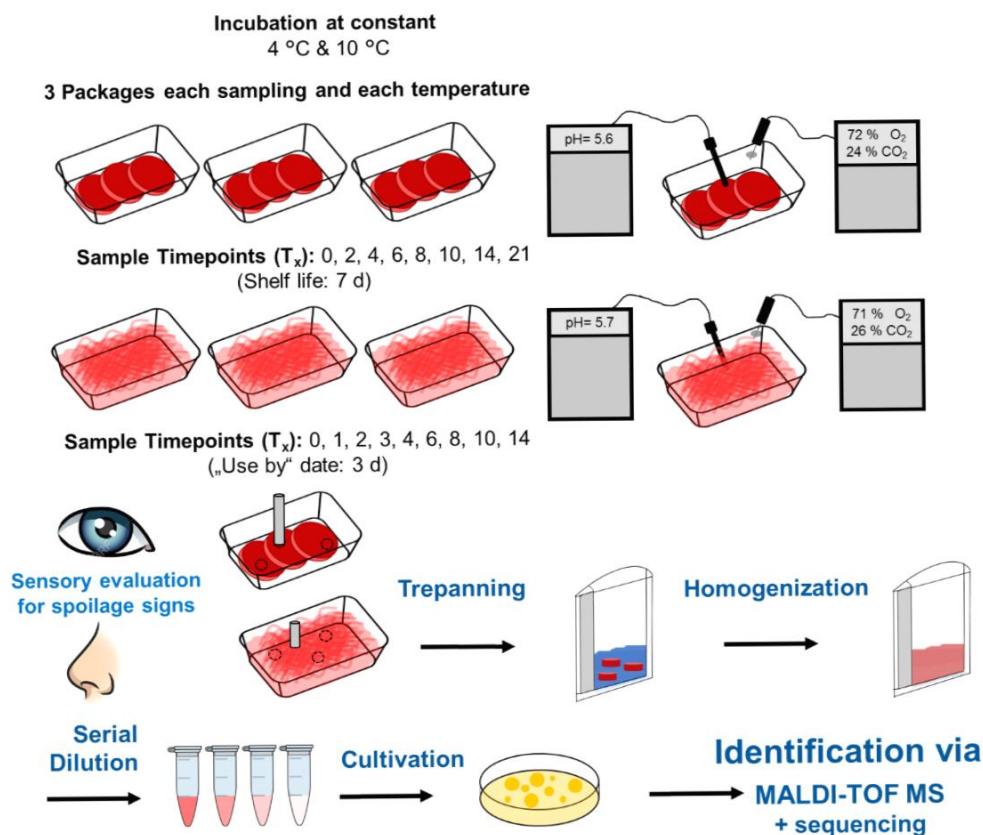 Incubation at constant
4 °C & 10 °C
3 Packages each sampling and each temperature
pH= 5.6
72 % O₂
24 % CO₂
Sample Timepoints (Tₓ): 0, 2, 4, 6, 8, 10, 14, 21
(Shelf life: 7 d)
pH= 5.7
71 % O₂
26 % CO₂
Sample Timepoints (Tₓ): 0, 1, 2, 3, 4, 6, 8, 10, 14
(„Use by“ date: 3 d)
Sensory evaluation
for spoilage signs
Trepanning
Homogenization
Serial
Dilution
Cultivation
Identification via
MALDI-TOF MS
+ sequencing